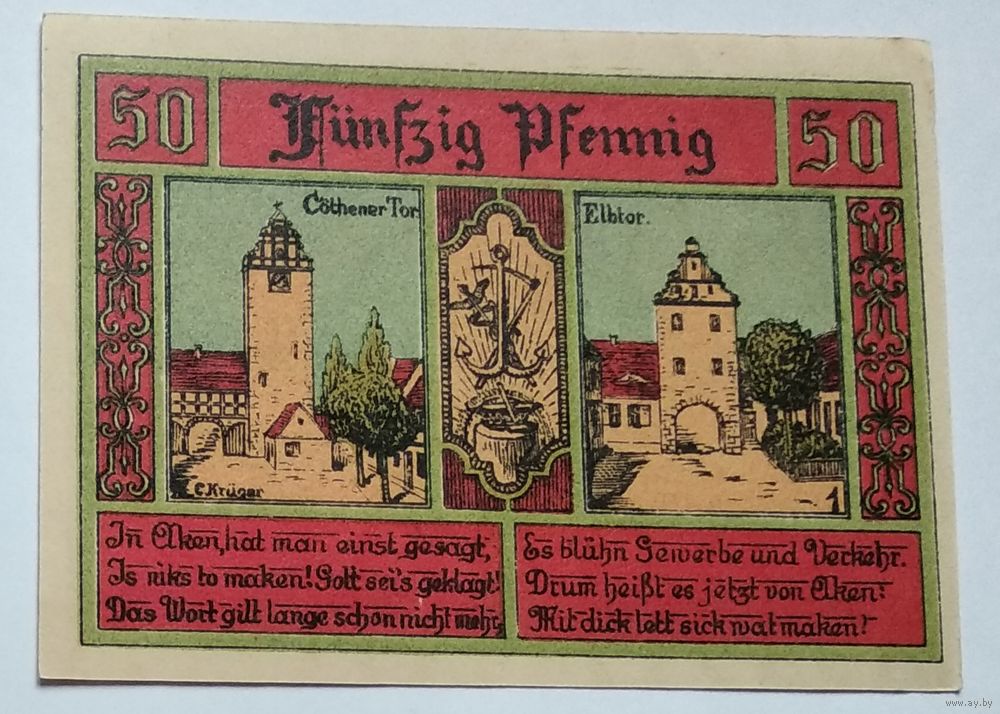 50 Fünfzig Pfennig 50
Cöthener Tor.
Elbtor.
C. Krüger
1
In Aken, hat man einst gesagt,
Is niks to maken! Gott sei's geklagt!
Das Wort gilt lange schon nicht mehr,
Es blühn Gewerbe und Verkehr.
Drum heißt es jetzt von Aken:
Mit dick lett sick wat maken!
www.ay.by